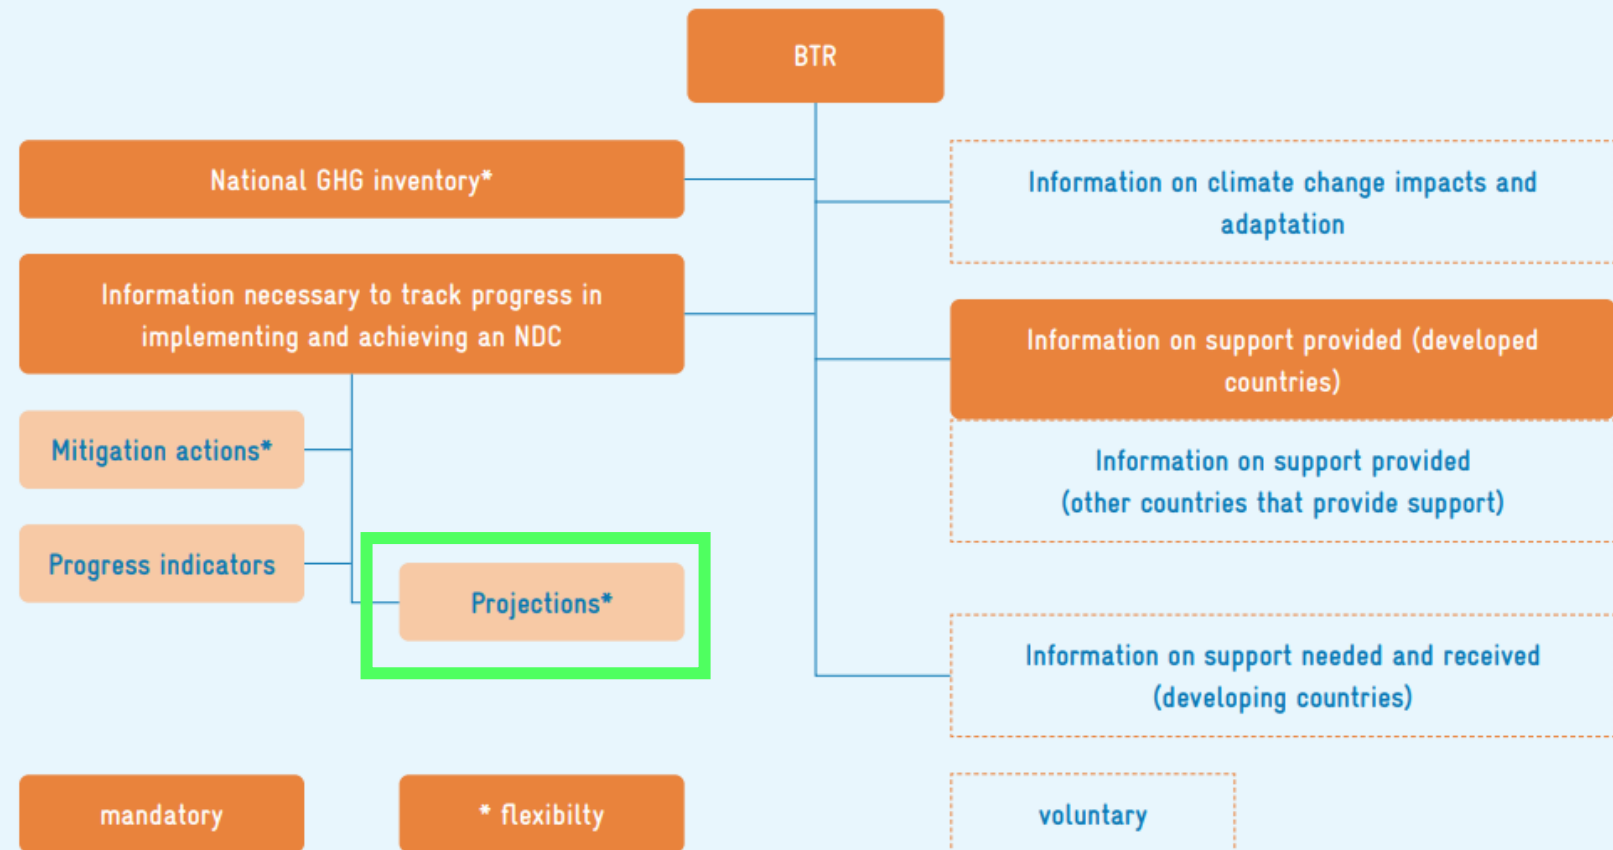 BTR
National GHG inventory*
Information necessary to track progress in
implementing and achieving an NDC
Mitigation actions*
Progress indicators
Projections*
Information on climate change impacts and
adaptation
Information on support provided (developed
countries)
Information on support provided
(other countries that provide support)
Information on support needed and received
(developing countries)
mandatory
* flexibilty
voluntary